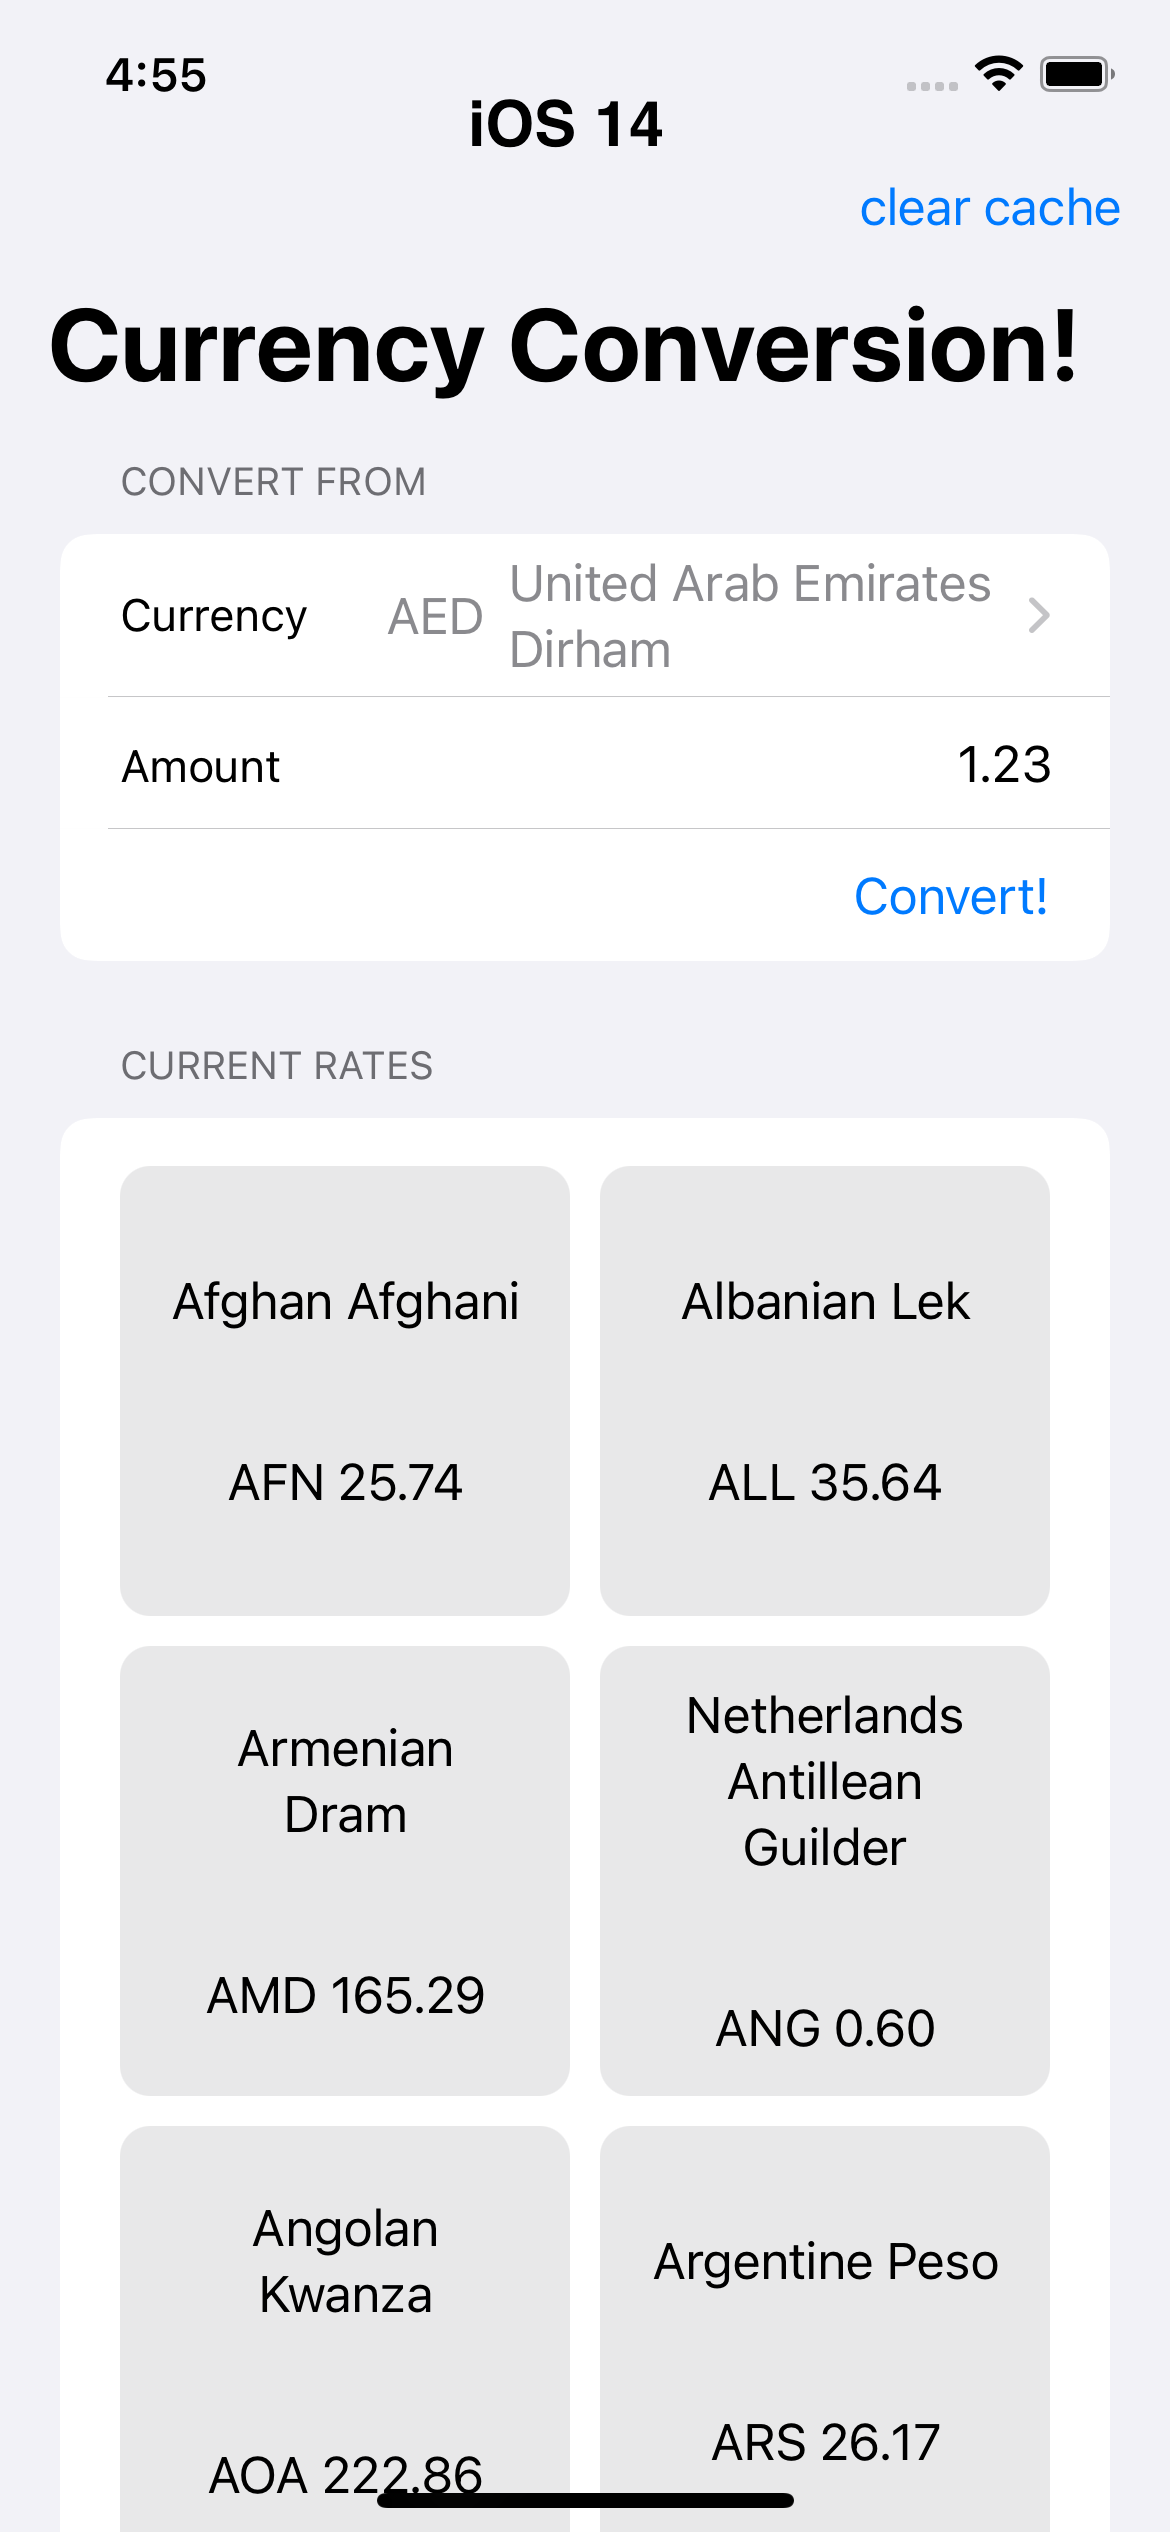 4:55
iOS 14
clear cache
Currency Conversion!
CONVERT FROM
Currency AED United Arab Emirates
Dirham
Amount 1.23
Convert!
CURRENT RATES
Afghan Afghani
AFN 25.74
Albanian Lek
ALL 35.64
Armenian
Dram
AMD 165.29
Netherlands
Antillean
Guilder
ANG 0.60
Angolan
Kwanza
AOA 222.86
Argentine Peso
ARS 26.17